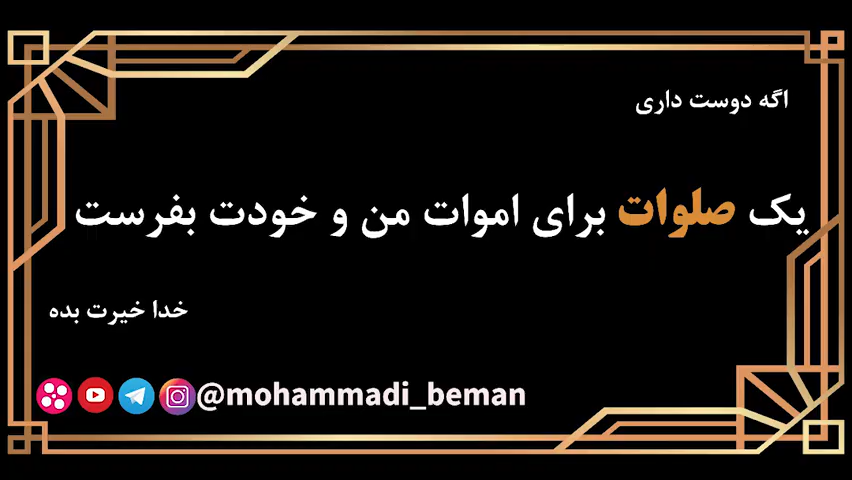 اگه دوست داری
یک صلوات برای اموات من و خودت بفرست
خدا خیرت بده
@mohammadi_beman